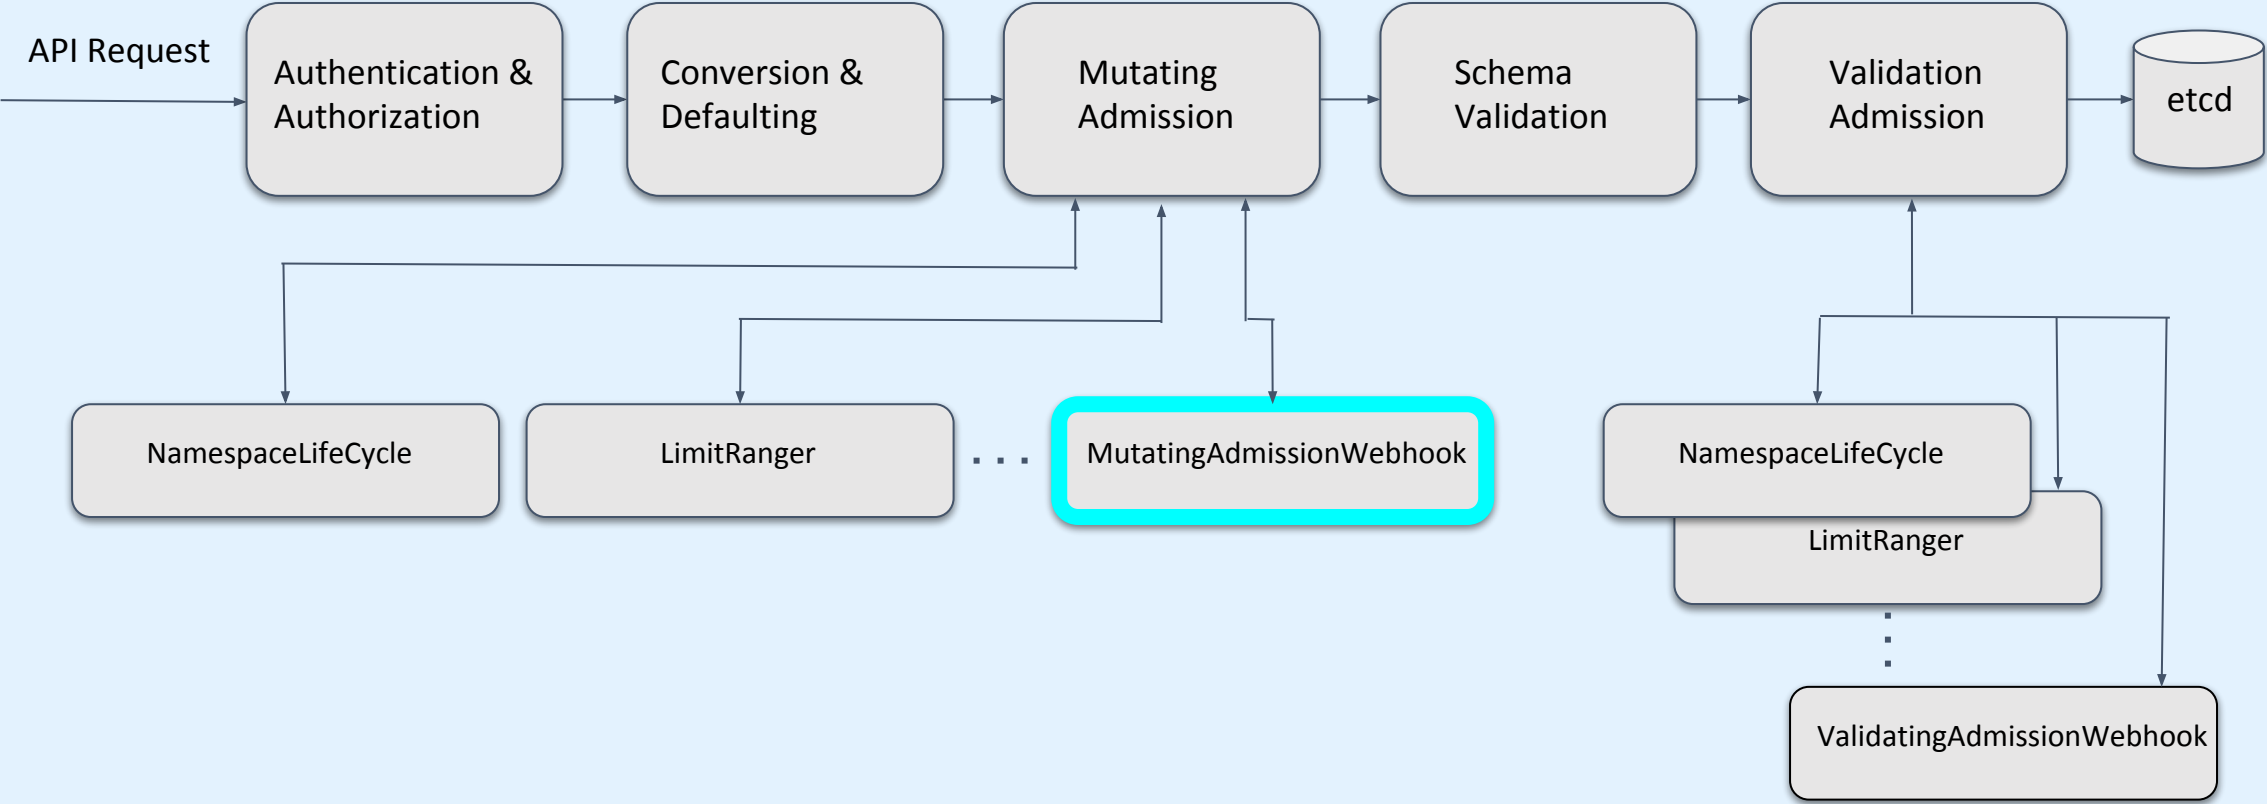 API Request
Authentication &
Authorization
Conversion &
Defaulting
Mutating
Admission
Schema
Validation
Validation
Admission
etcd
NamespaceLifeCycle
LimitRanger
. . .
MutatingAdmissionWebhook
NamespaceLifeCycle
LimitRanger
ValidatingAdmissionWebhook